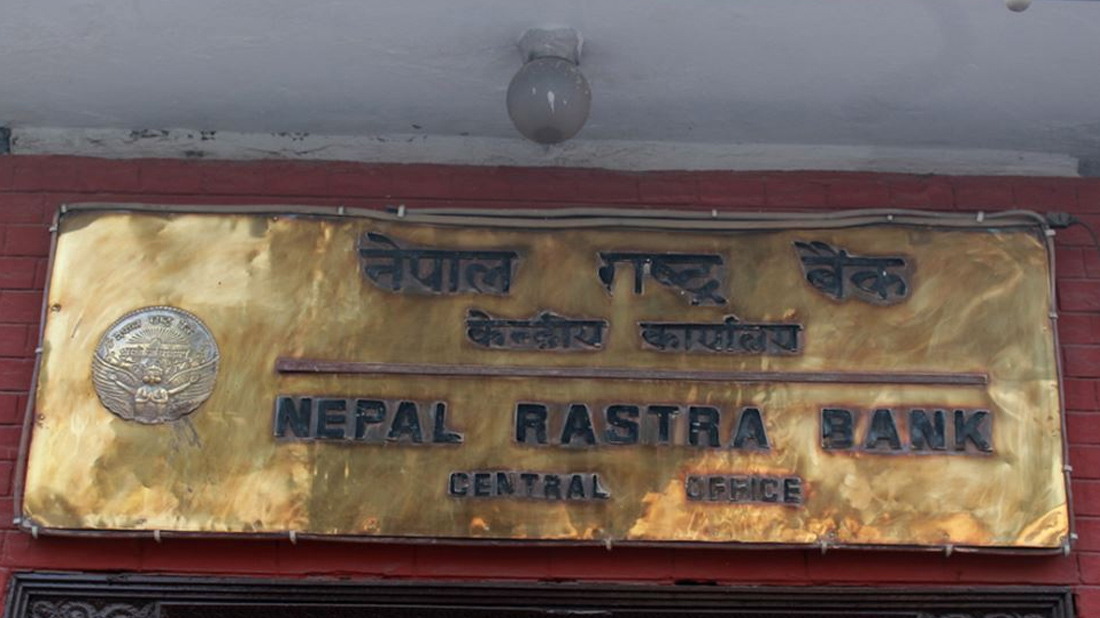 नेपाल राष्ट्र बैंक
केन्द्रीय कार्यालय
NEPAL RASTRA BANK
CENTRAL OFFICE
नेपाल राष्ट्र बैंक